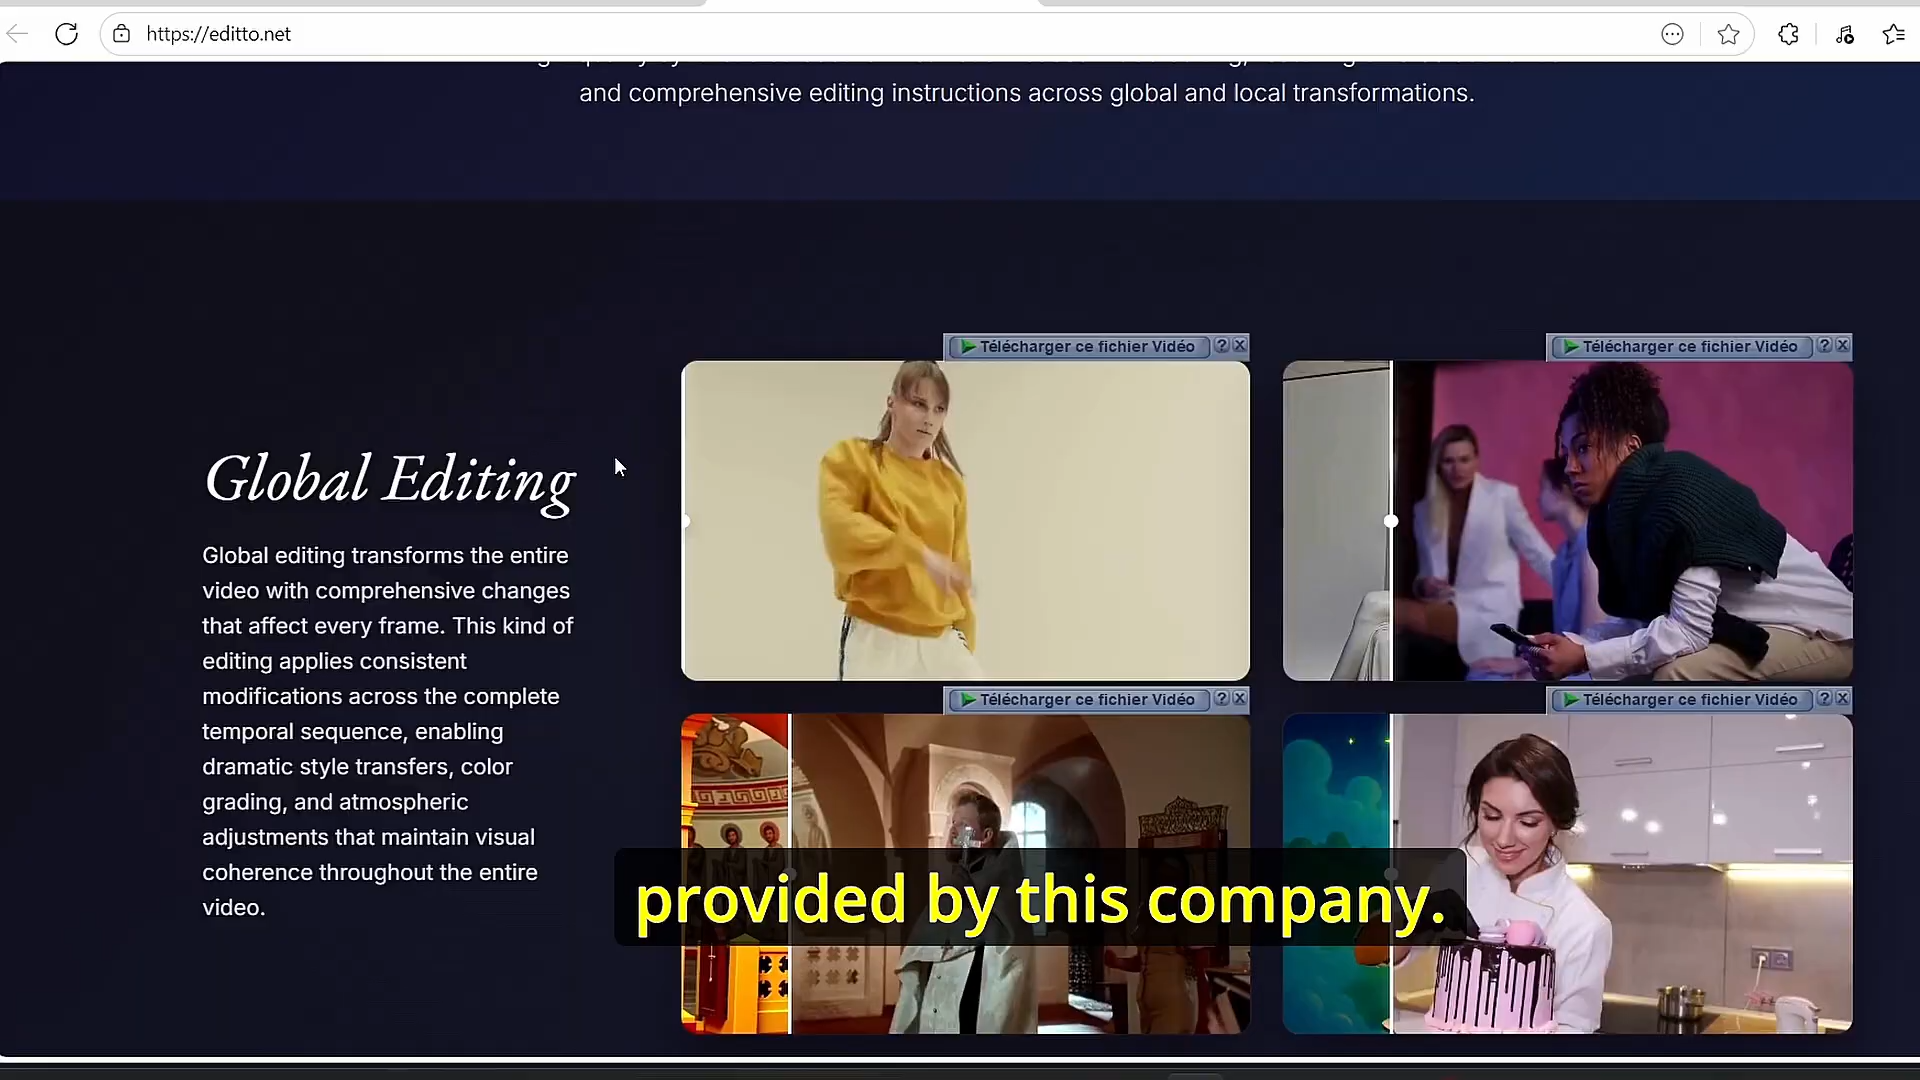 https://editto.net
and comprehensive editing instructions across global and local transformations.
Télécharger ce fichier Vidéo
Télécharger ce fichier Vidéo
Global Editing
Global editing transforms the entire
video with comprehensive changes
that affect every frame. This kind of
editing applies consistent
modifications across the complete
temporal sequence, enabling
dramatic style transfers, color
grading, and atmospheric
adjustments that maintain visual
coherence throughout the entire
video.
Télécharger ce fichier Vidéo
Télécharger ce fichier Vidéo
provided by this company.